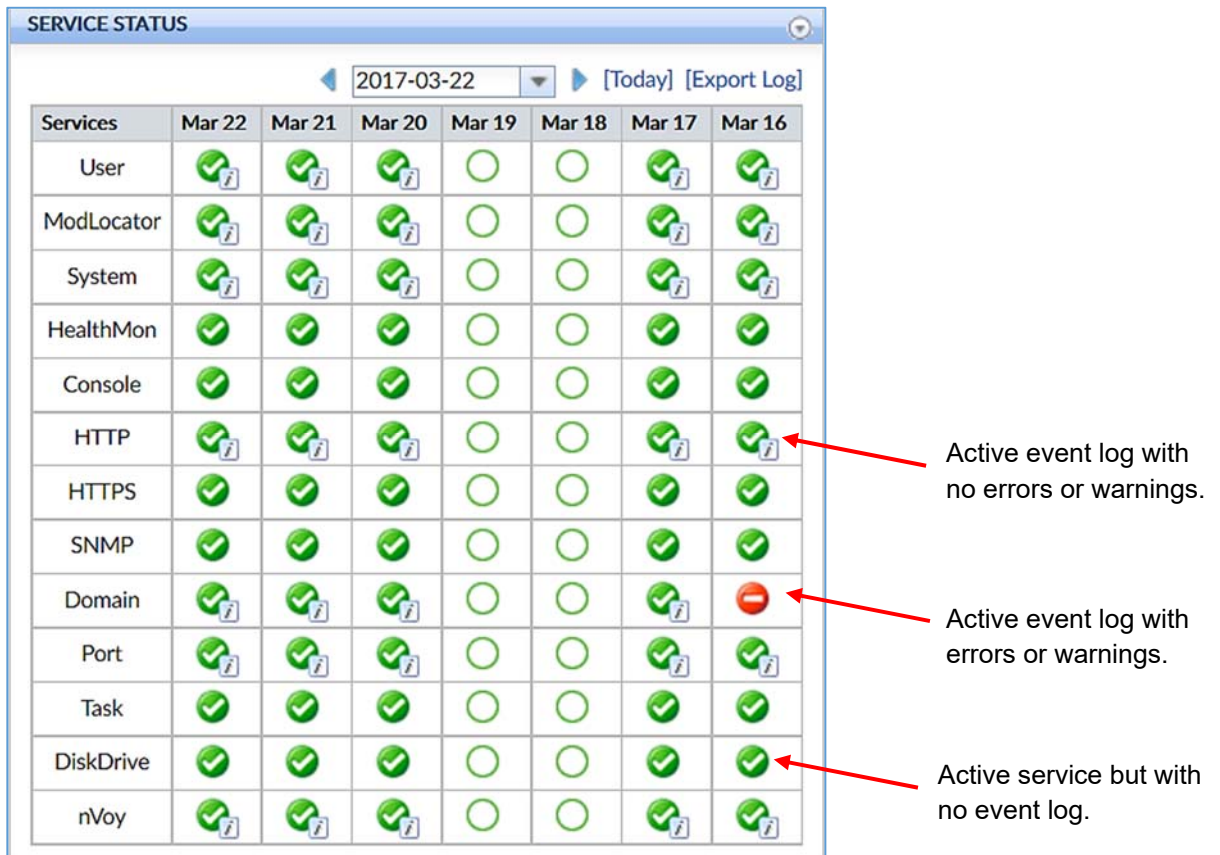 SERVICE STATUS
2017-03-22 [Today] [Export Log]
Services Mar 22 Mar 21 Mar 20 Mar 19 Mar 18 Mar 17 Mar 16
User
ModLocator
System
HealthMon
Console
HTTP
Active event log with
no errors or warnings.
HTTPS
SNMP
Domain
Active event log with
errors or warnings.
Port
Task
DiskDrive
Active service but with
no event log.
nVoy